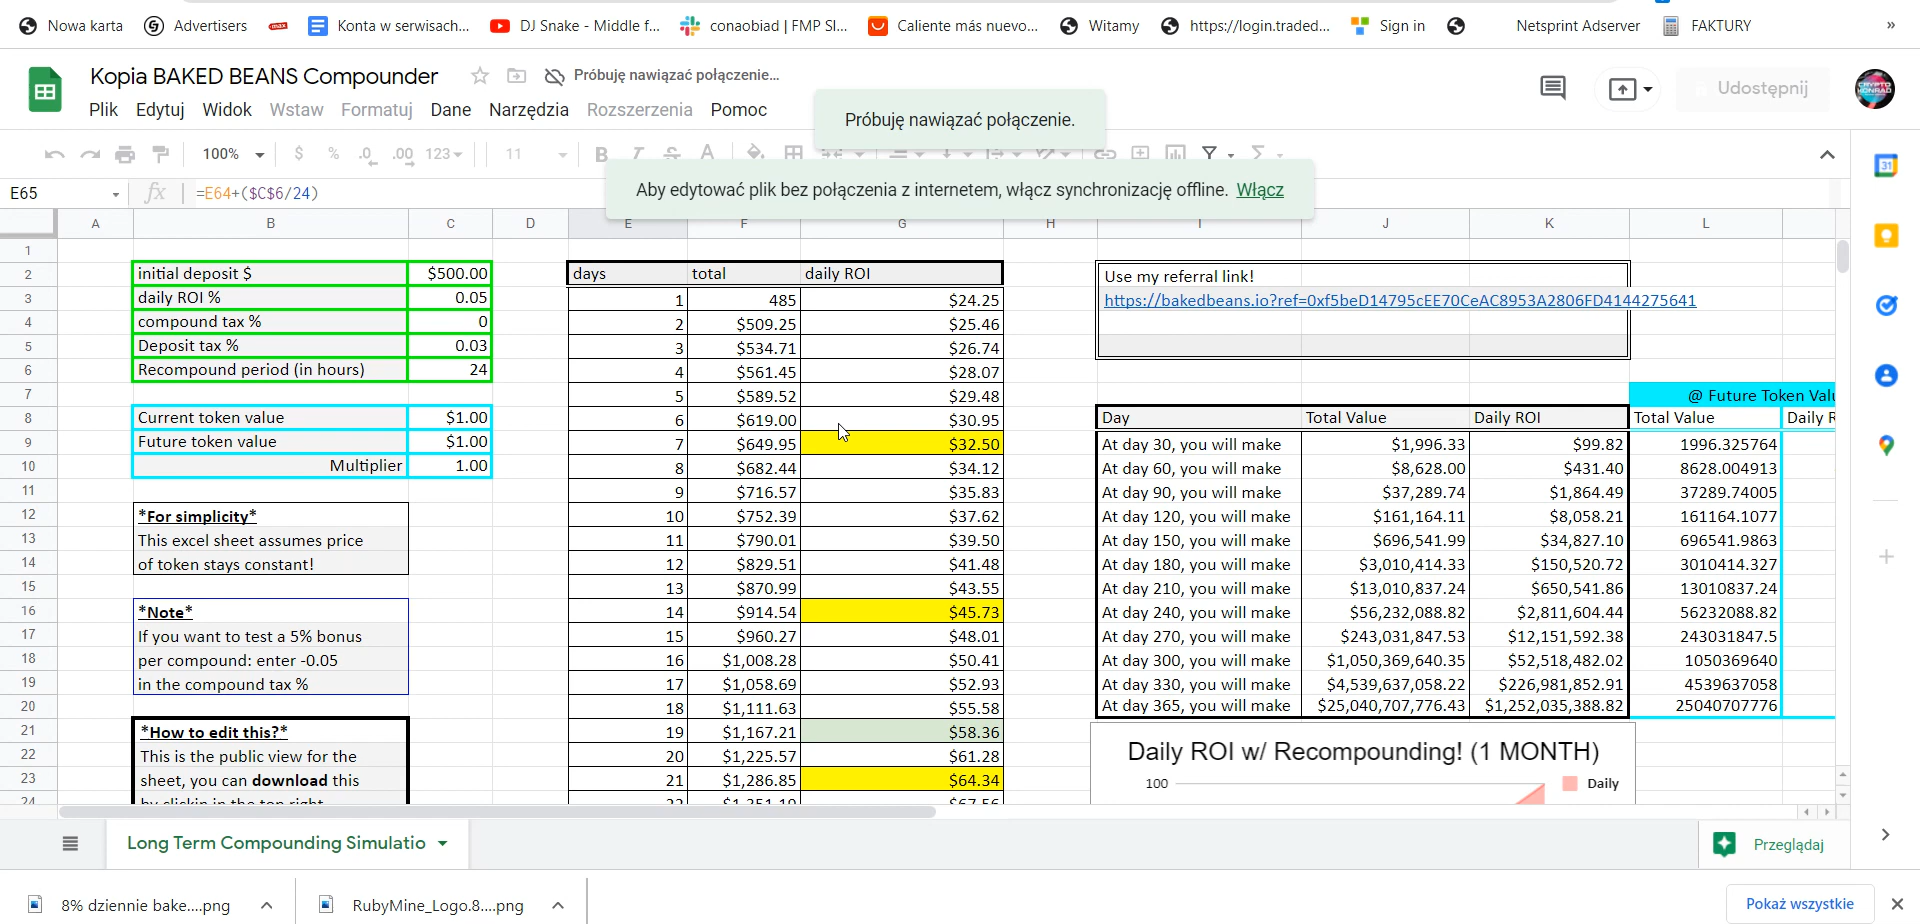 Nowa karta
Advertisers
Konta w serwisach...
DJ Snake - Middle f...
conaobiad | FMP Sl...
Caliente más nuevo...
Witamy
https://login.traded...
Sign in
Netsprint Adserver
FAKTURY
»
Kopia BAKED BEANS Compounder
Próbuję nawiązać połączenie...
Udostępnij
Plik Edytuj Widok Wstaw Formatuj Dane Narzędzia Rozszerzenia Pomoc
Próbuję nawiązać połączenie.
100% $ % .0 .00 123 11 B
Aby edytować plik bez połączenia z internetem, włącz synchronizację offline. Włącz
E65 fx =E64+($C$6/24)
A B C D E F G H I J K L
1
2 initial deposit $ $500.00 days total daily ROI Use my referral link!
3 daily ROI % 0.05 1 485 $24.25 https://bakedbeans.io?ref=0xf5beD14795cEE70CeAC8953A2806FD4144275641
4 compound tax % 0 2 $509.25 $25.46
5 Deposit tax % 0.03 3 $534.71 $26.74
6 Recompound period (in hours) 24 4 $561.45 $28.07
7 5 $589.52 $29.48 @ Future Token Valu
8 Current token value $1.00 6 $619.00 $30.95 Day Total Value Daily ROI Total Value Daily R
9 Future token value $1.00 7 $649.95 $32.50 At day 30, you will make $1,996.33 $99.82 1996.325764
10 Multiplier 1.00 8 $682.44 $34.12 At day 60, you will make $8,628.00 $431.40 8628.004913
11 9 $716.57 $35.83 At day 90, you will make $37,289.74 $1,864.49 37289.74005
12 *For simplicity* 10 $752.39 $37.62 At day 120, you will make $161,164.11 $8,058.21 161164.1077
13 This excel sheet assumes price 11 $790.01 $39.50 At day 150, you will make $696,541.99 $34,827.10 696541.9863
14 of token stays constant! 12 $829.51 $41.48 At day 180, you will make $3,010,414.33 $150,520.72 3010414.327
15 13 $870.99 $43.55 At day 210, you will make $13,010,837.24 $650,541.86 13010837.24
16 *Note* 14 $914.54 $45.73 At day 240, you will make $56,232,088.82 $2,811,604.44 56232088.82
17 If you want to test a 5% bonus 15 $960.27 $48.01 At day 270, you will make $243,031,847.53 $12,151,592.38 243031847.5
18 per compound: enter -0.05 16 $1,008.28 $50.41 At day 300, you will make $1,050,369,640.35 $52,518,482.02 1050369640
19 in the compound tax % 17 $1,058.69 $52.93 At day 330, you will make $4,539,637,058.22 $226,981,852.91 4539637058
20 18 $1,111.63 $55.58 At day 365, you will make $25,040,707,776.43 $1,252,035,388.82 25040707776
21 *How to edit this?* 19 $1,167.21 $58.36
22 This is the public view for the 20 $1,225.57 $61.28 Daily ROI w/ Recompounding! (1 MONTH)
23 sheet, you can download this 21 $1,286.85 $64.34 100 Daily
24 by clickin in the top right 22 $1,351.19 $67.56
Long Term Compounding Simulatio
Przeglądaj
8% dziennie bake....png
RubyMine_Logo.8....png
Pokaż wszystkie